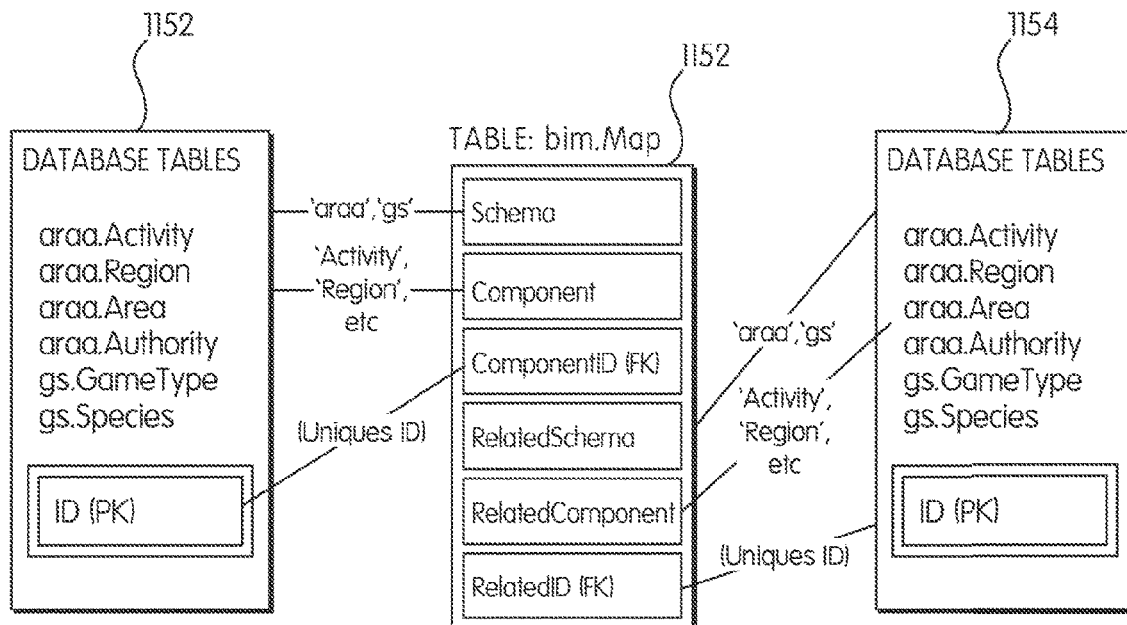 1152
1152
1154
DATABASE TABLES
araa.Activity
araa.Region
araa.Area
araa.Authority
gs.GameType
gs.Species
ID (PK)
'araa','gs'
'Activity',
'Region',
etc
(Uniques ID)
TABLE: bim.Map
Schema
Component
ComponentID (FK)
RelatedSchema
RelatedComponent
RelatedID (FK)
'araa','gs'
'Activity',
'Region',
etc
(Uniques ID)
DATABASE TABLES
araa.Activity
araa.Region
araa.Area
araa.Authority
gs.GameType
gs.Species
ID (PK)